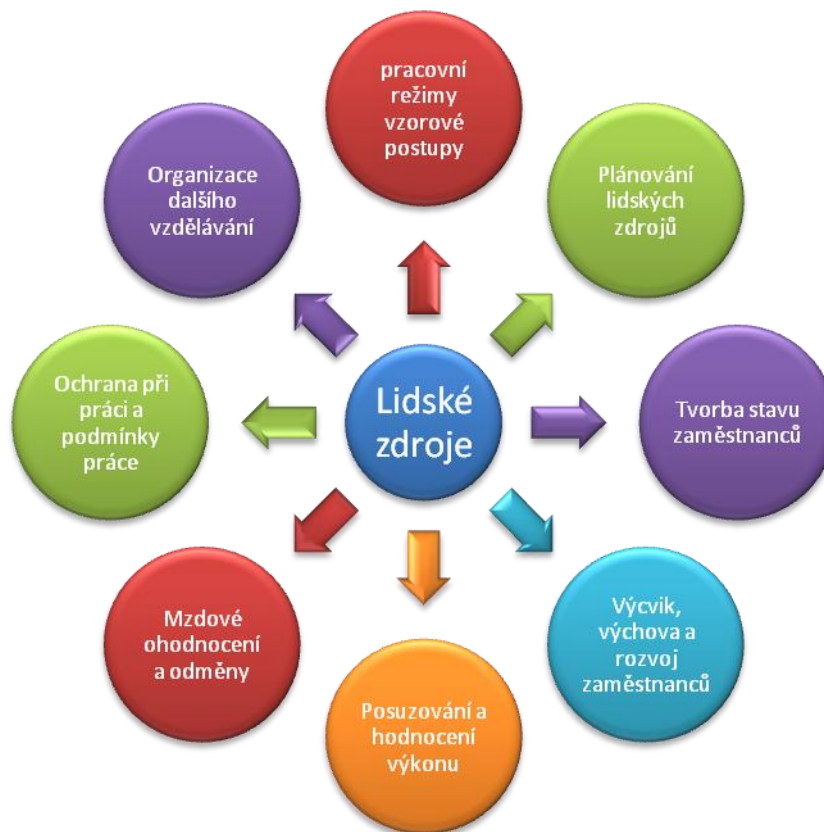 pracovní
režimy
vzorové
postupy
Plánování
lidských
zdrojů
Tvorba stavu
zaměstnanců
Výcvik,
výchova a
rozvoj
zaměstnanců
Posuzování a
hodnocení
výkonu
Mzdové
ohodnocení
a odměny
Ochrana při
práci a
podmínky
práce
Organizace
dalšího
vzdělávání
Lidské
zdroje